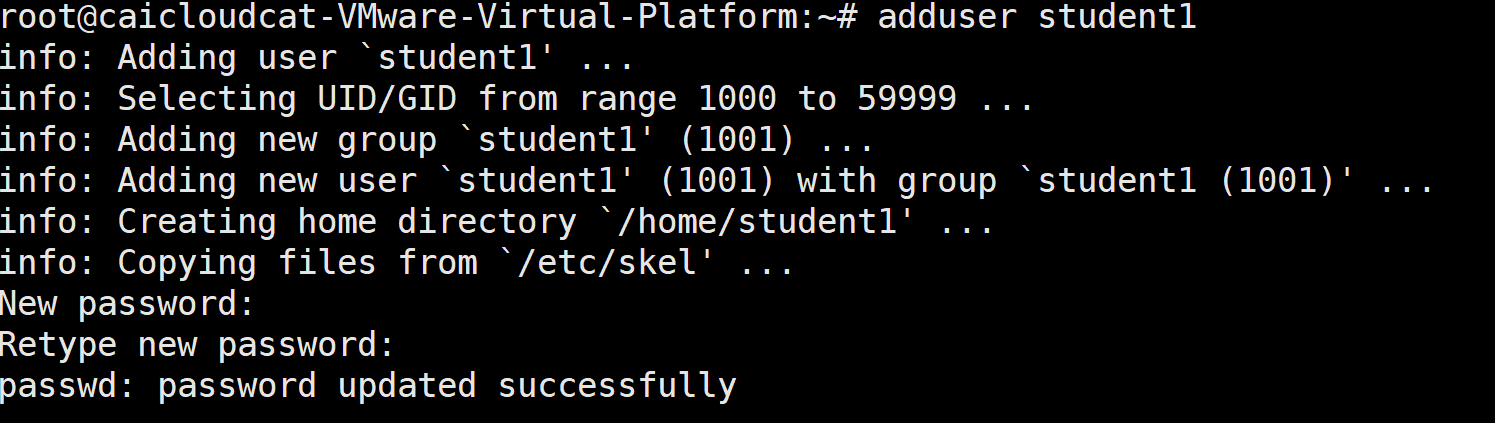 root@caicloudcat-VMware-Virtual-Platform:~# adduser student1
info: Adding user `student1' ...
info: Selecting UID/GID from range 1000 to 59999 ...
info: Adding new group `student1' (1001) ...
info: Adding new user `student1' (1001) with group `student1 (1001)' ...
info: Creating home directory `/home/student1' ...
info: Copying files from `/etc/skel' ...
New password:
Retype new password:
passwd: password updated successfully